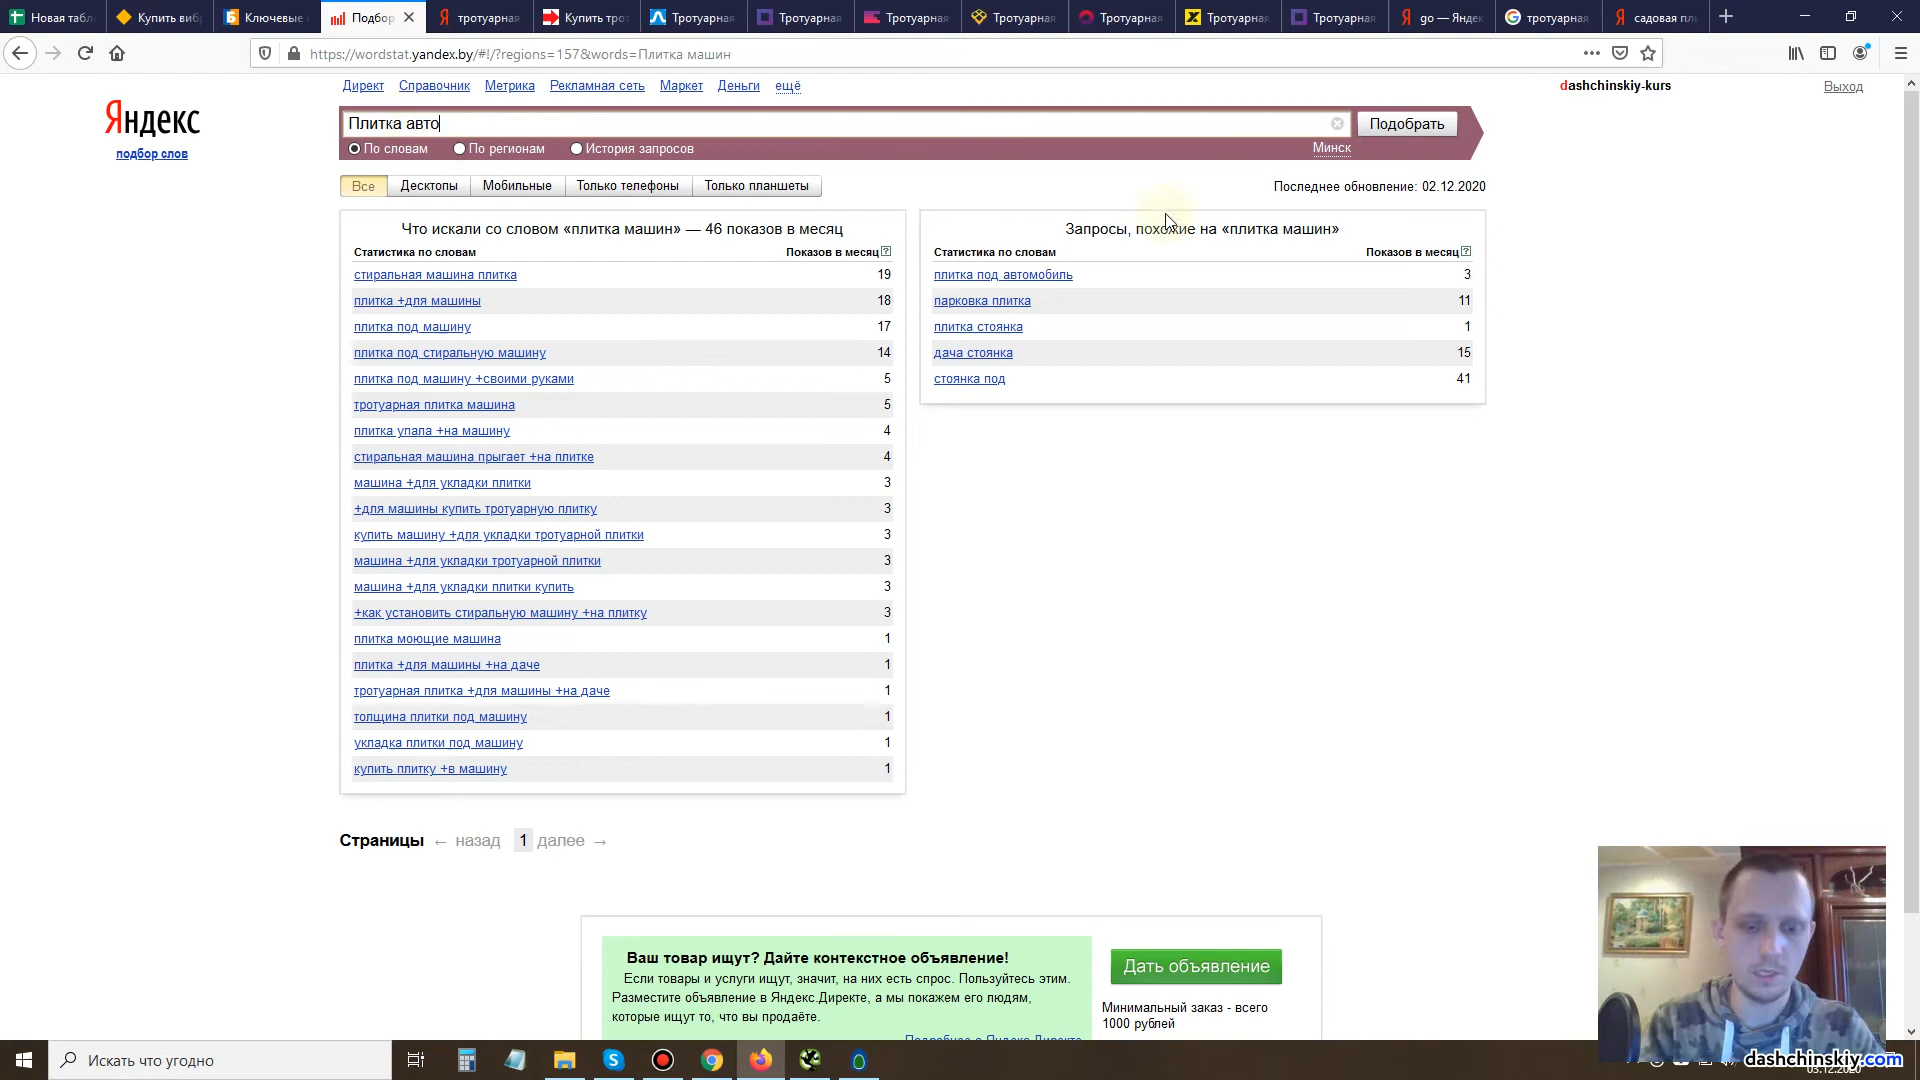 Новая табл
Купить виб
Ключевые
Подбор
тротуарная
Купить трот
Тротуарная
Тротуарная
Тротуарная
Тротуарная
Тротуарная
Тротуарная
Тротуарная
go — Яндек
тротуарная
садовая пл
https://wordstat.yandex.by/#!/?regions=157&words=Плитка машин
Директ Справочник Метрика Рекламная сеть Маркет Деньги ещё
dashchinskiy-kurs
Выход
Яндекс
подбор слов
Плитка авто
Подобрать
По словам По регионам История запросов
Минск
Все Десктопы Мобильные Только телефоны Только планшеты
Последнее обновление: 02.12.2020
Что искали со словом «плитка машин» — 46 показов в месяц
Статистика по словам Показов в месяц ?
стиральная машина плитка 19
плитка +для машины 18
плитка под машину 17
плитка под стиральную машину 14
плитка под машину +своими руками 5
тротуарная плитка машина 5
плитка упала +на машину 4
стиральная машина прыгает +на плитке 4
машина +для укладки плитки 3
+для машины купить тротуарную плитку 3
купить машину +для укладки тротуарной плитки 3
машина +для укладки тротуарной плитки 3
машина +для укладки плитки купить 3
+как установить стиральную машину +на плитку 3
плитка моющие машина 1
плитка +для машины +на даче 1
тротуарная плитка +для машины +на даче 1
толщина плитки под машину 1
укладка плитки под машину 1
купить плитку +в машину 1
Запросы, похожие на «плитка машин»
Статистика по словам Показов в месяц ?
плитка под автомобиль 3
парковка плитка 11
плитка стоянка 1
дача стоянка 15
стоянка под 41
Страницы ← назад 1 далее →
Ваш товар ищут? Дайте контекстное объявление!
Если товары и услуги ищут, значит, на них есть спрос. Пользуйтесь этим.
Разместите объявление в Яндекс.Директе, а мы покажем его людям,
которые ищут то, что вы продаёте.
Подробнее о Яндекс.Директе
Дать объявление
Минимальный заказ - всего
1000 рублей
Искать что угодно
dashchinskiy.com
03.12.2020